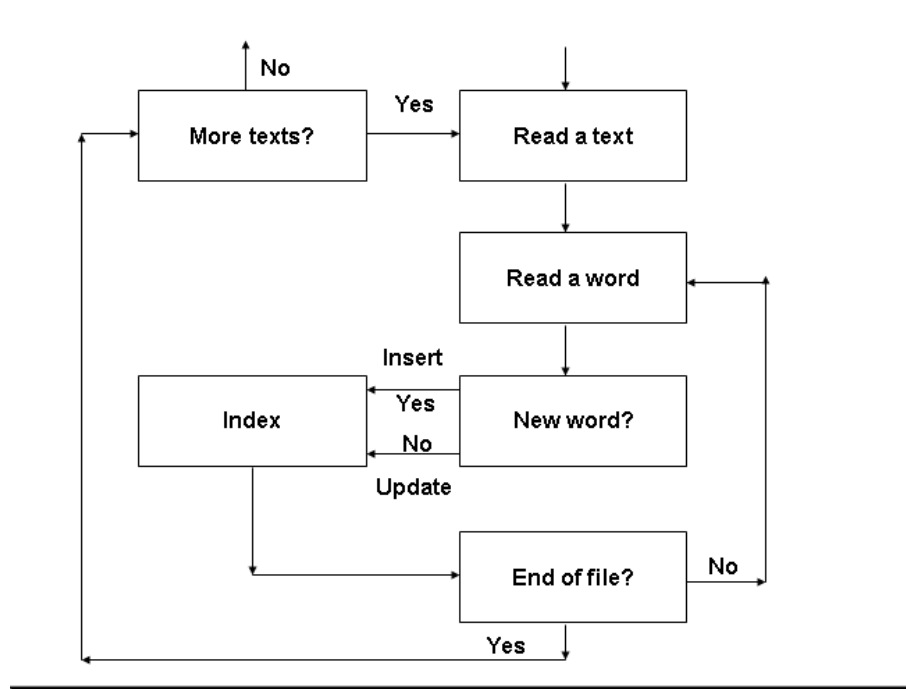 No
Yes
More texts?
Read a text
Read a word
Insert
Yes
Index
New word?
No
Update
End of file?
No
Yes